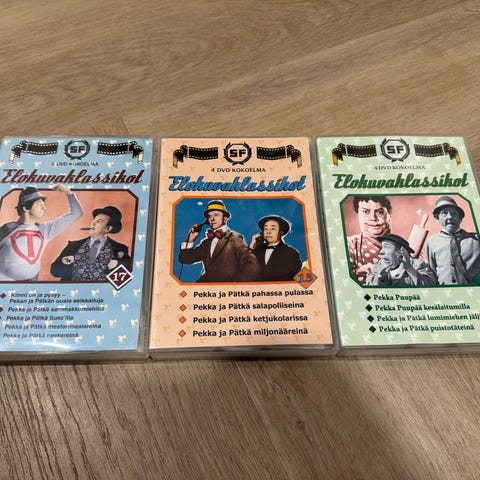 SF
5 DVD KOKOELMA
Elokuvaklassikot
T
17
Kiinni on ja pysyy –
Pekan ja Pätkän uusia seikkailuja
Pekka ja Pätkä sammakkomiehinä
Pekka ja Pätkä Suez'illa
Pekka ja Pätkä mestarimaalareina
Pekka ja Pätkä neekereinä
SF
4 DVD KOKOELMA
Elokuvaklassikot
Pekka ja Pätkä pahassa pulassa
Pekka ja Pätkä salapoliiseina
Pekka ja Pätkä ketjukolarissa
Pekka ja Pätkä miljonääreinä
SF
4 DVD KOKOELMA
Elokuvaklassikot
Pekka Puupää
Pekka Puupää kesälaitumilla
Pekka ja Pätkä lumimiehen jälj
Pekka ja Pätkä puistotäteinä